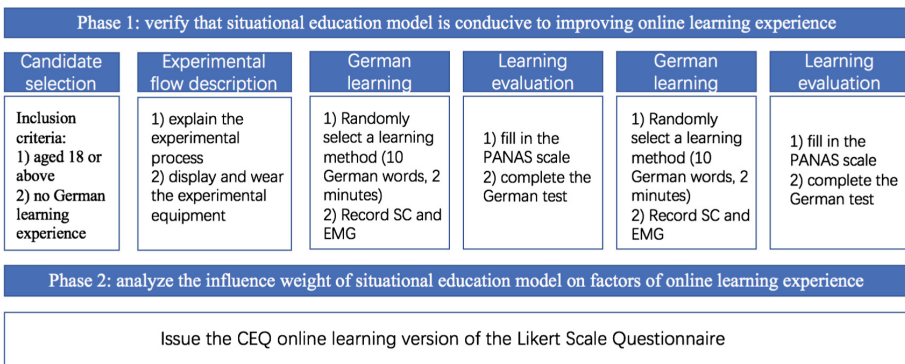 Phase 1: verify that situational education model is conducive to improving online learning experience
Candidate
selection
Experimental
flow description
German
learning
Learning
evaluation
German
learning
Learning
evaluation
Inclusion
criteria:
1) aged 18 or
above
2) no German
learning
experience
1) explain the
experimental
process
2) display and wear
the experimental
equipment
1) Randomly
select a learning
method (10
German words, 2
minutes)
2) Record SC and
EMG
1) fill in the
PANAS scale
2) complete the
German test
1) Randomly
select a learning
method (10
German words, 2
minutes)
2) Record SC and
EMG
1) fill in the
PANAS scale
2) complete the
German test
Phase 2: analyze the influence weight of situational education model on factors of online learning experience
Issue the CEQ online learning version of the Likert Scale Questionnaire